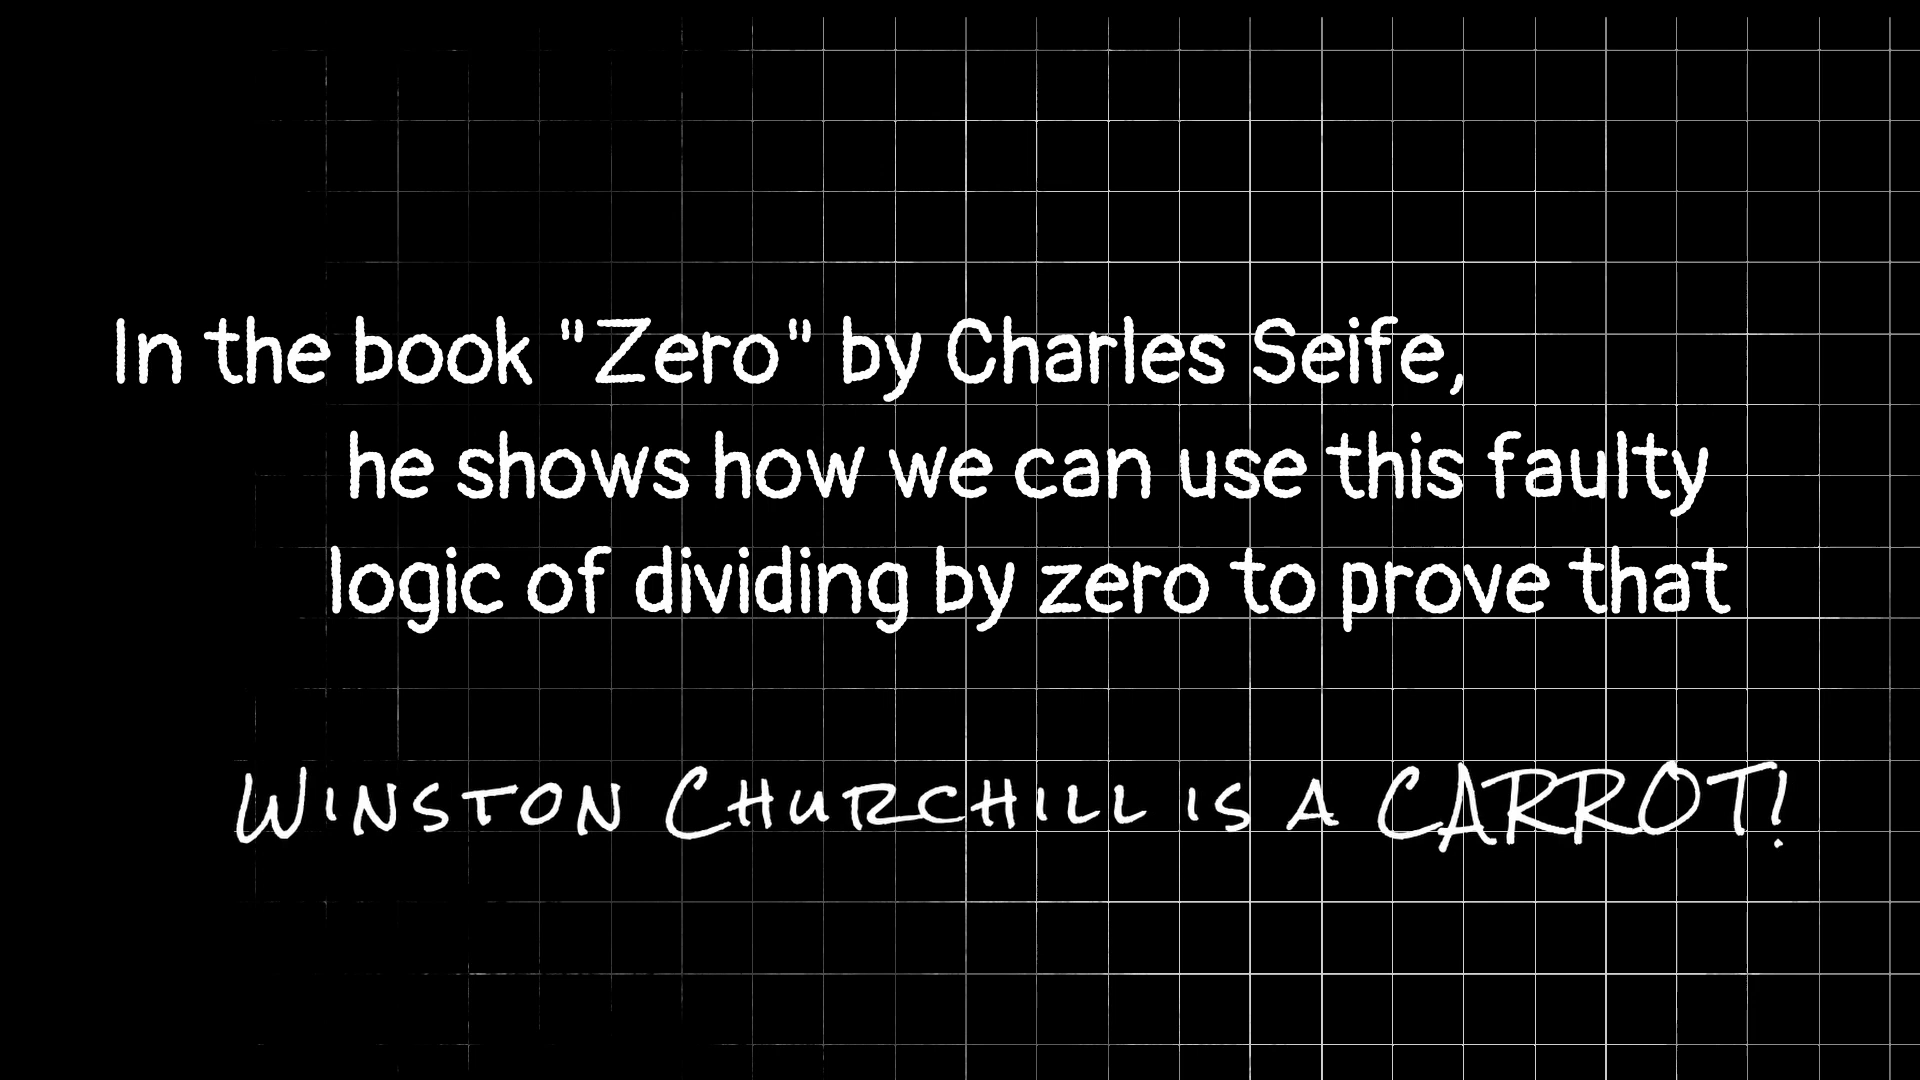 In the book "Zero" by Charles Seife,
he shows how we can use this faulty
logic of dividing by zero to prove that
Winston Churchill is a CARROT!